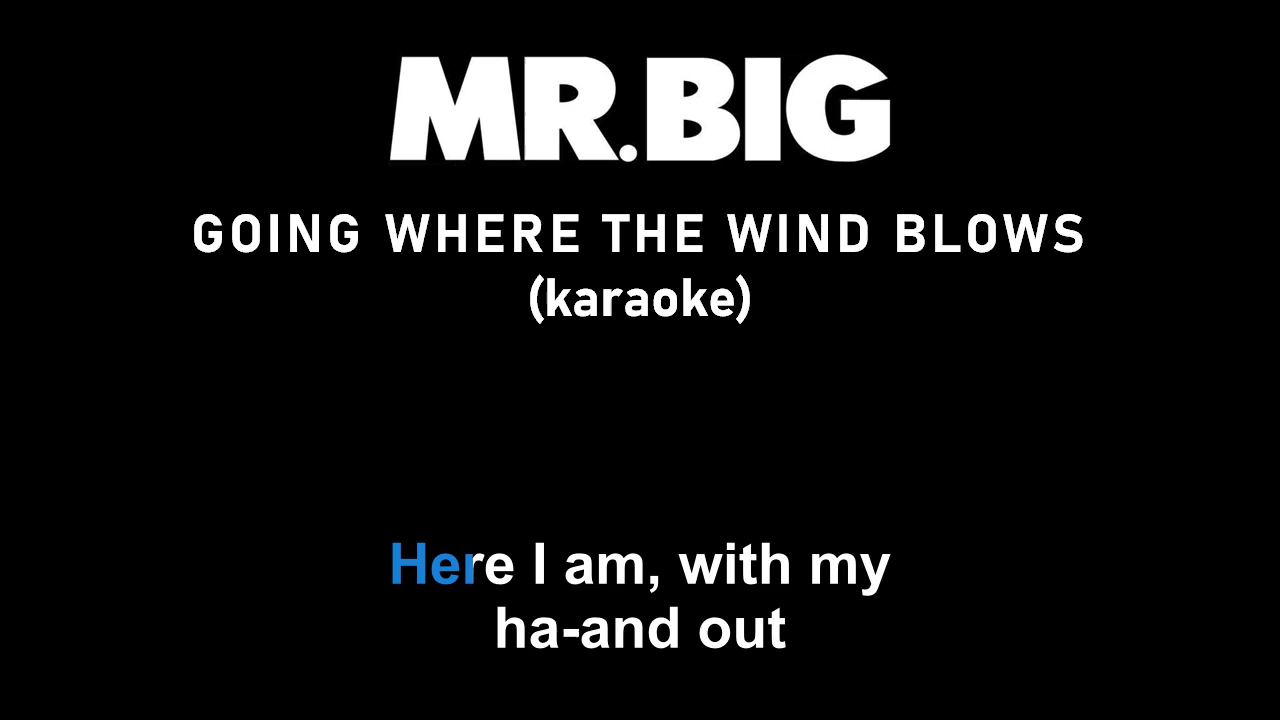 MR.BIG
GOING WHERE THE WIND BLOWS
(karaoke)
Here I am, with my
ha-and out